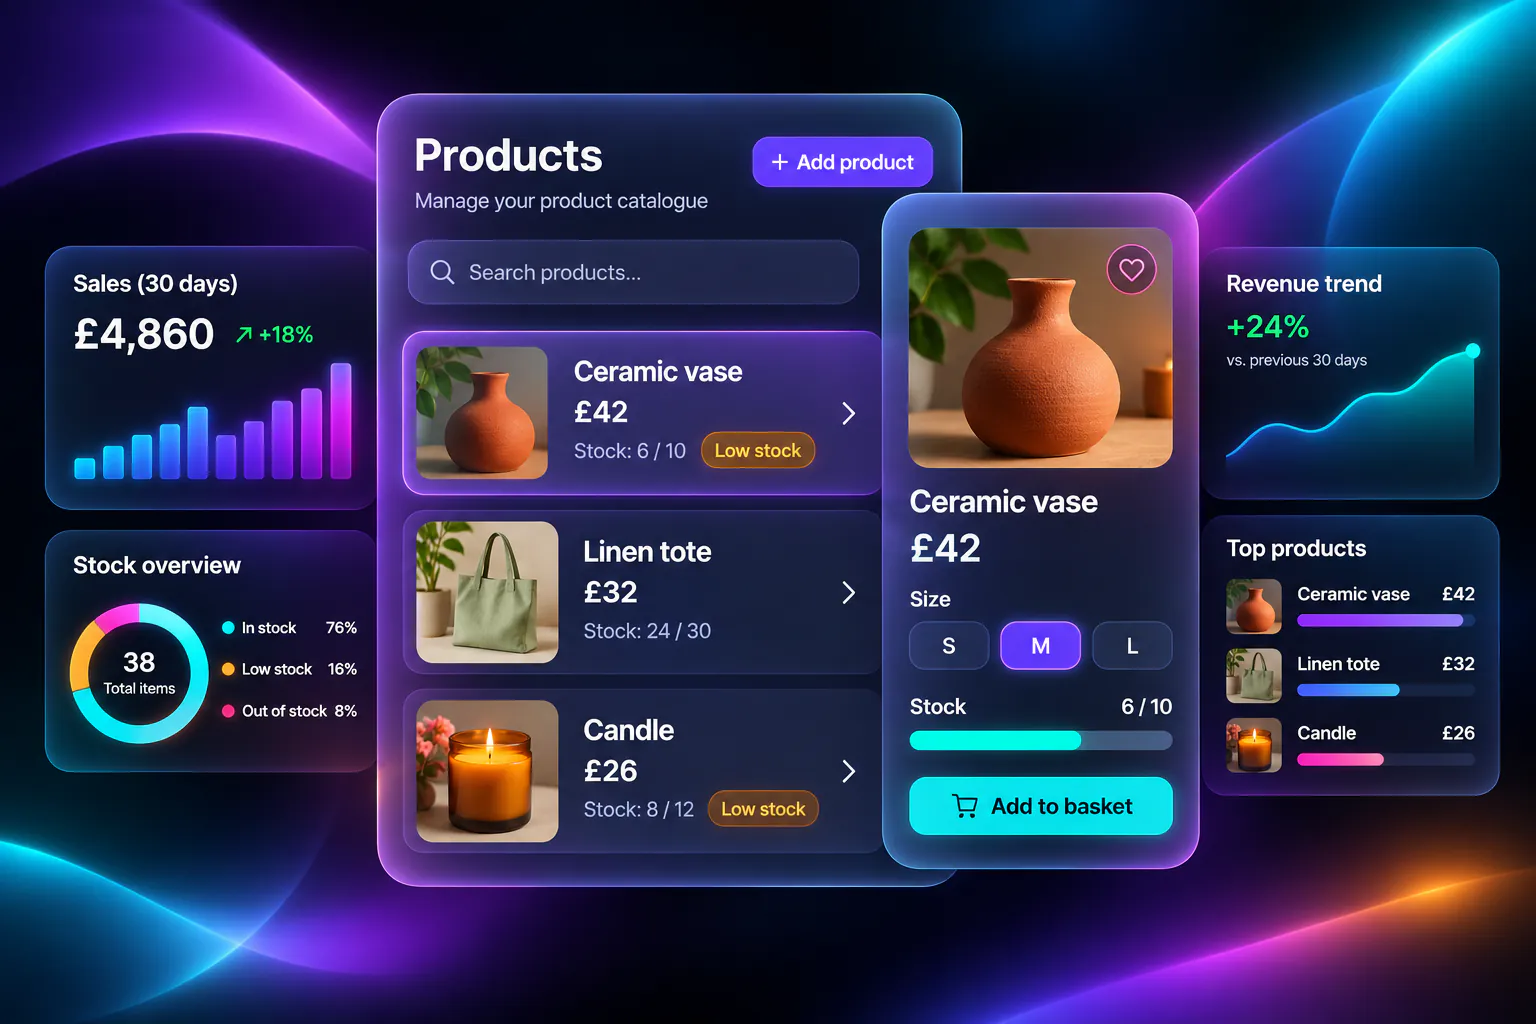 Products
Manage your product catalogue
+ Add product
Search products...
Ceramic vase
£42
Stock: 6 / 10
Low stock
Linen tote
£32
Stock: 24 / 30
Candle
£26
Stock: 8 / 12
Low stock
Sales (30 days)
£4,860
+18%
Stock overview
38
Total items
In stock 76%
Low stock 16%
Out of stock 8%
Ceramic vase
£42
Size
S M L
Stock 6 / 10
Add to basket
Revenue trend
+24%
vs. previous 30 days
Top products
Ceramic vase £42
Linen tote £32
Candle £26